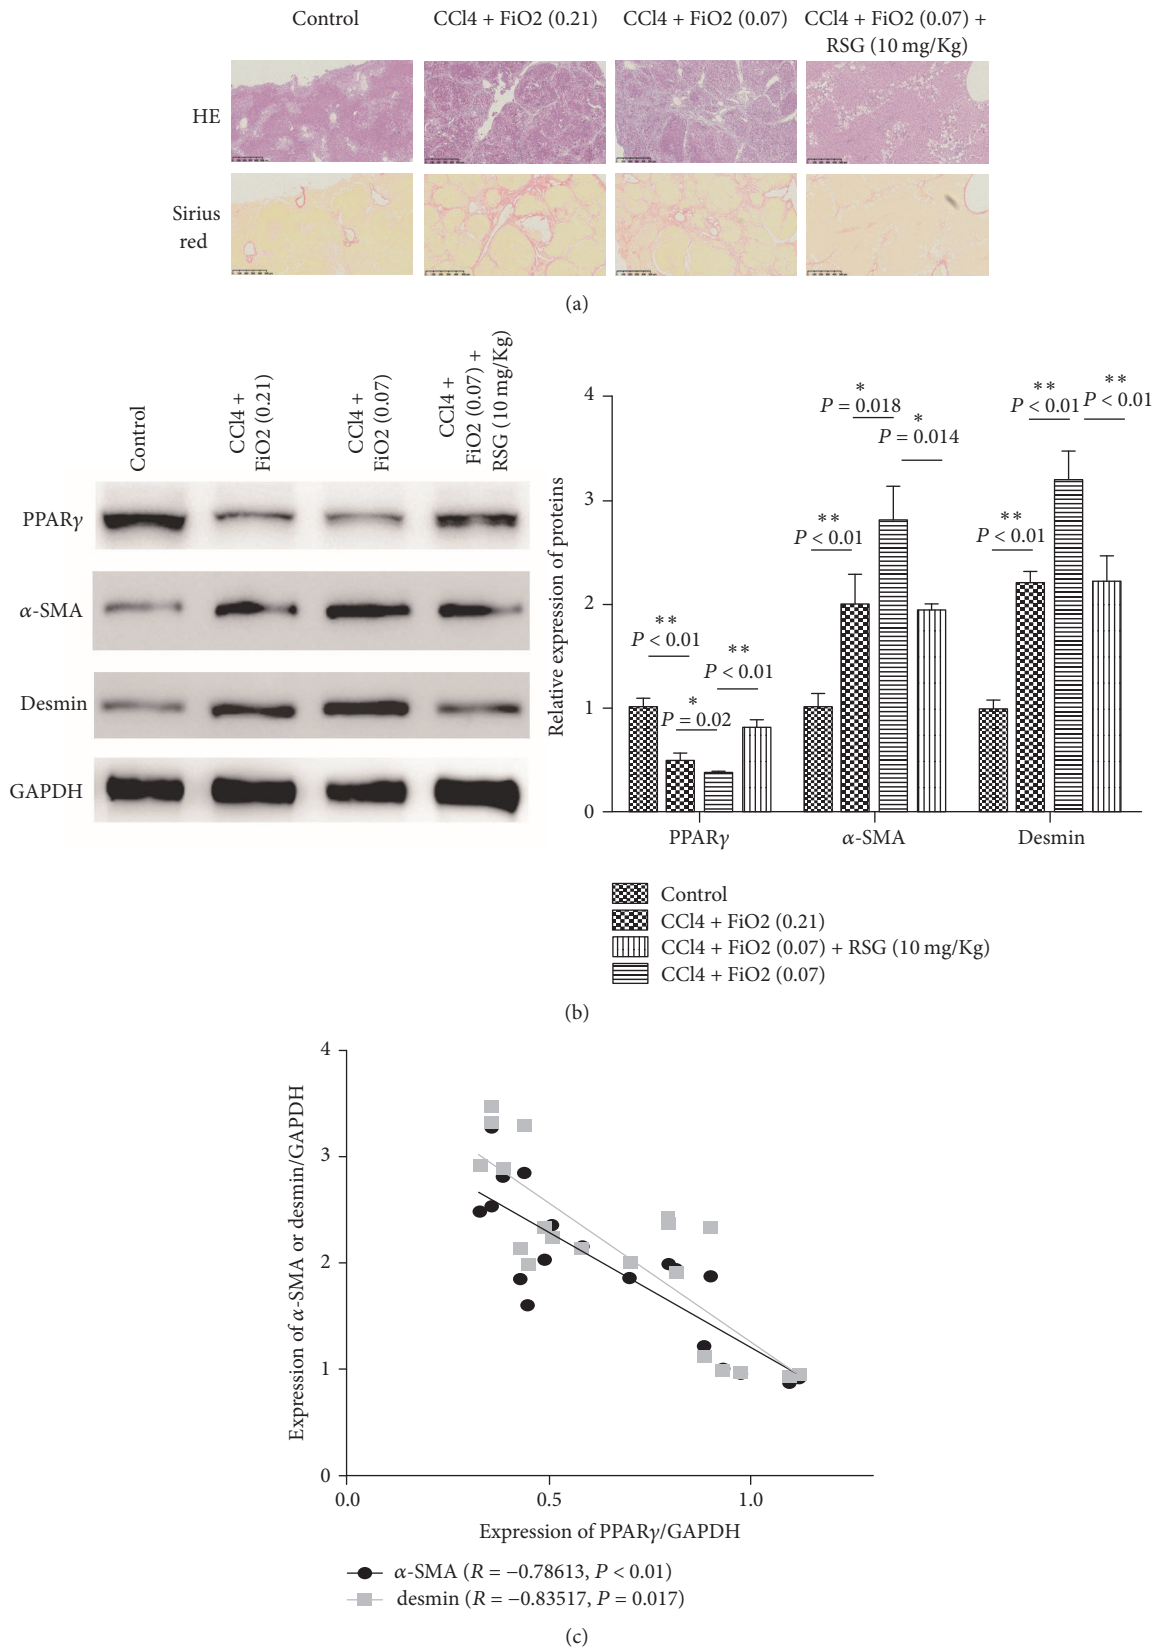 Control
CCl4 + FiO2 (0.21)
CCl4 + FiO2 (0.07)
CCl4 + FiO2 (0.07) +
RSG (10 mg/Kg)
HE
Sirius
red
(a)
Control
CCl4 +
FiO2 (0.21)
CCl4 +
FiO2 (0.07)
CCl4 +
FiO2 (0.07) +
RSG (10 mg/Kg)
PPARγ
α-SMA
Desmin
GAPDH
Relative expression of proteins
4
3
2
1
0
**
P < 0.01
*
P = 0.02
**
P < 0.01
**
P < 0.01
*
P = 0.018
*
P = 0.014
**
P < 0.01
**
P < 0.01
**
P < 0.01
PPARγ
α-SMA
Desmin
Control
CCl4 + FiO2 (0.21)
CCl4 + FiO2 (0.07) + RSG (10 mg/Kg)
CCl4 + FiO2 (0.07)
(b)
Expression of α-SMA or desmin/GAPDH
4
3
2
1
0
0.0
0.5
1.0
Expression of PPARγ/GAPDH
α-SMA (R = −0.78613, P < 0.01)
desmin (R = −0.83517, P = 0.017)
(c)